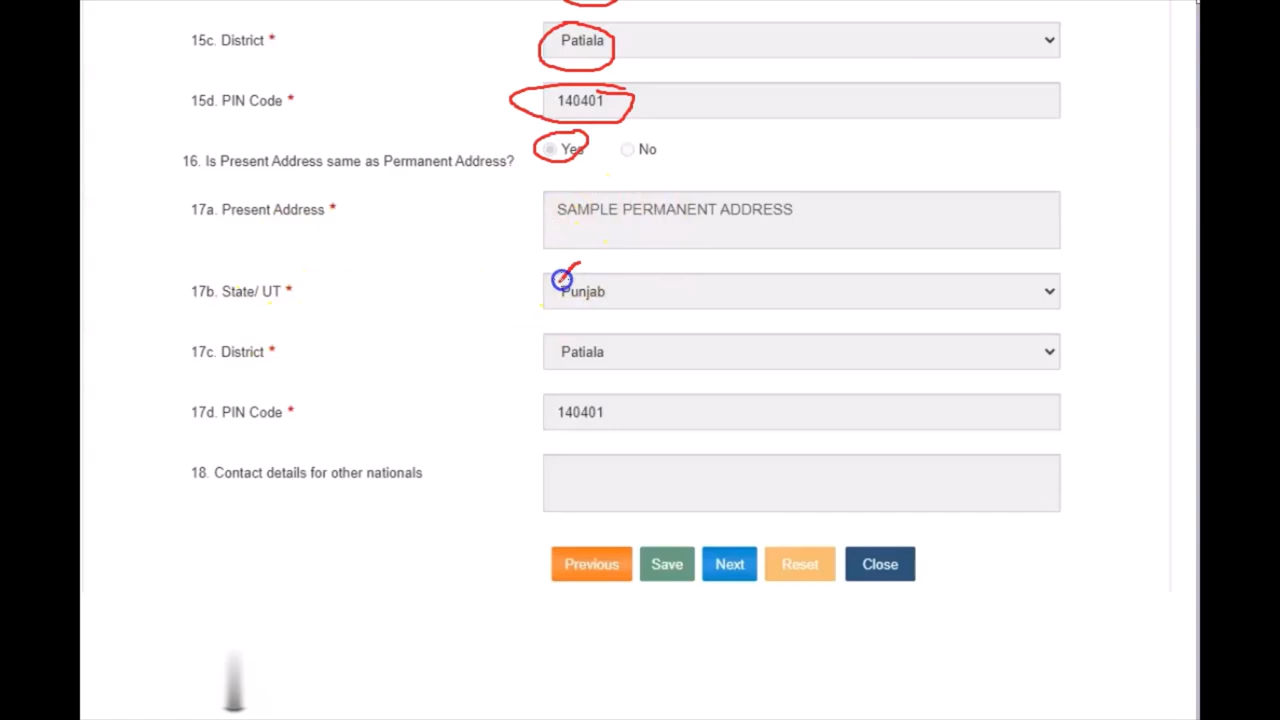 15c. District * Patiala
15d. PIN Code * 140401
Yes No
16. Is Present Address same as Permanent Address?
17a. Present Address * SAMPLE PERMANENT ADDRESS
17b. State/ UT * Punjab
17c. District * Patiala
17d. PIN Code * 140401
18. Contact details for other nationals
Previous Save Next Reset Close